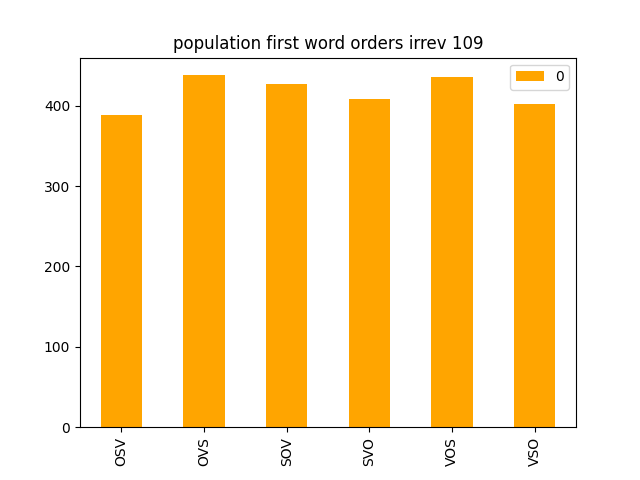 population first word orders irrev 109
0
400
300
200
100
0
OSV
OVS
SOV
SVO
VOS
VSO